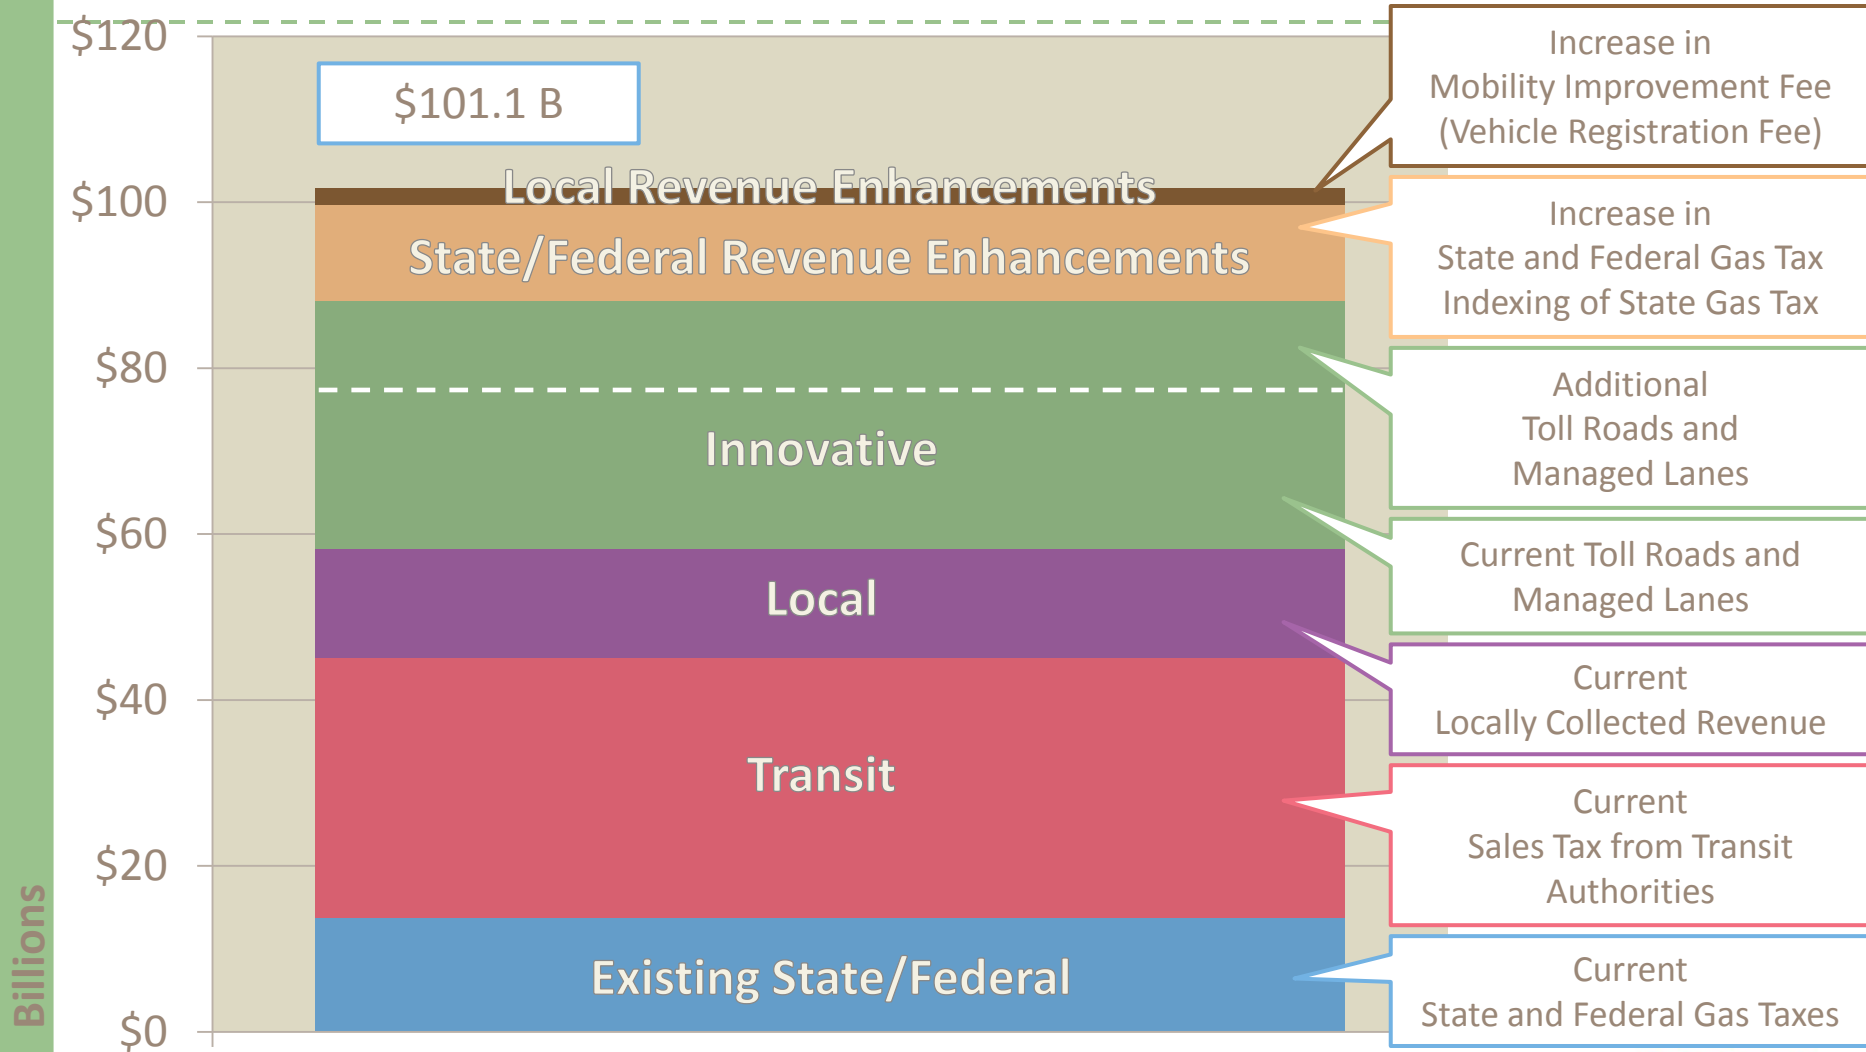 Billions
$120
$100
$80
$60
$40
$20
$0
$101.1 B
Local Revenue Enhancements
State/Federal Revenue Enhancements
Innovative
Local
Transit
Existing State/Federal
Increase in
Mobility Improvement Fee
(Vehicle Registration Fee)
Increase in
State and Federal Gas Tax
Indexing of State Gas Tax
Additional
Toll Roads and
Managed Lanes
Current Toll Roads and
Managed Lanes
Current
Locally Collected Revenue
Current
Sales Tax from Transit
Authorities
Current
State and Federal Gas Taxes